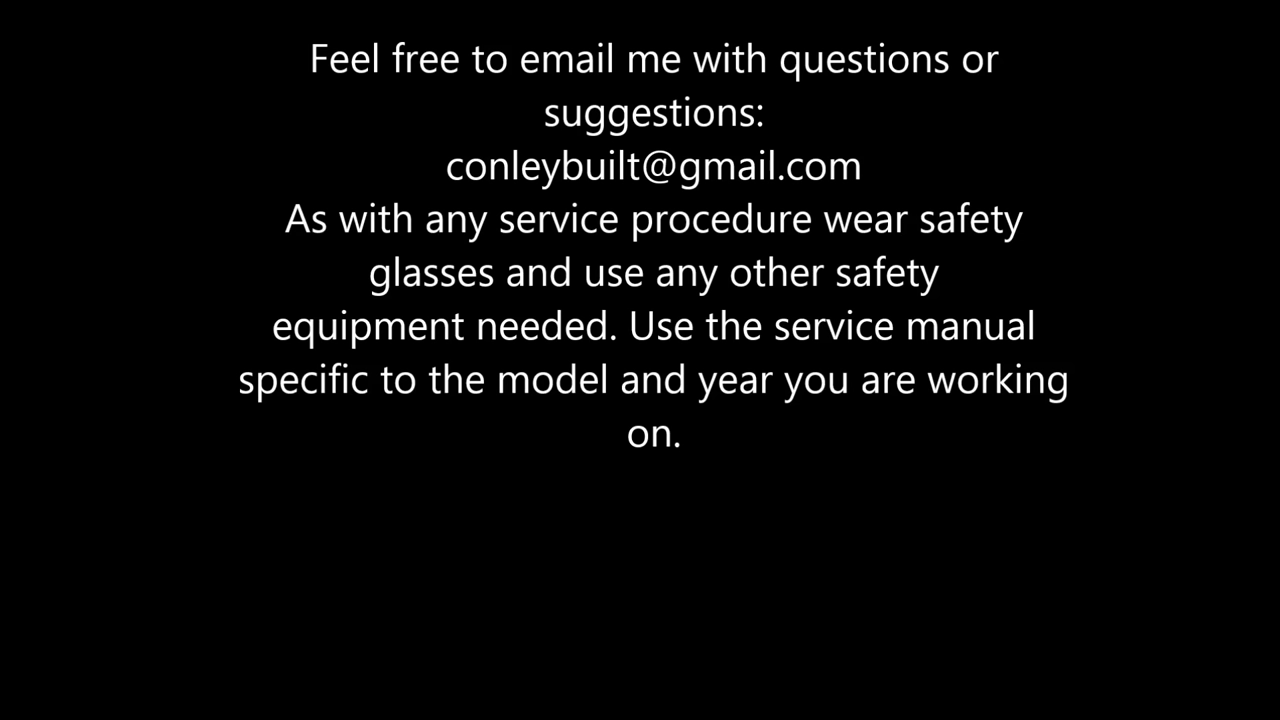 Feel free to email me with questions or
suggestions:
conleybuilt@gmail.com
As with any service procedure wear safety
glasses and use any other safety
equipment needed. Use the service manual
specific to the model and year you are working
on.